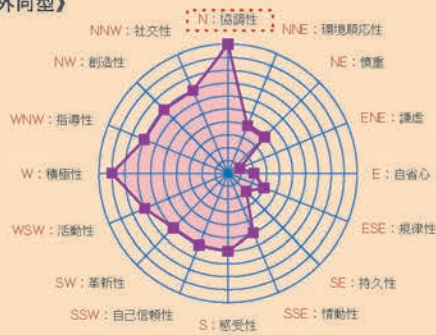 外向型》
N：協調性
NNW：社交性
NNE：環境順応性
NW：創造性
NE：慎重
WNW：指導性
ENE：謙虚
W：積極性
E：自省心
WSW：活動性
ESE：規律性
SW：革新性
SE：持久性
SSW：自己信頼性
SSE：情動性
S：感受性